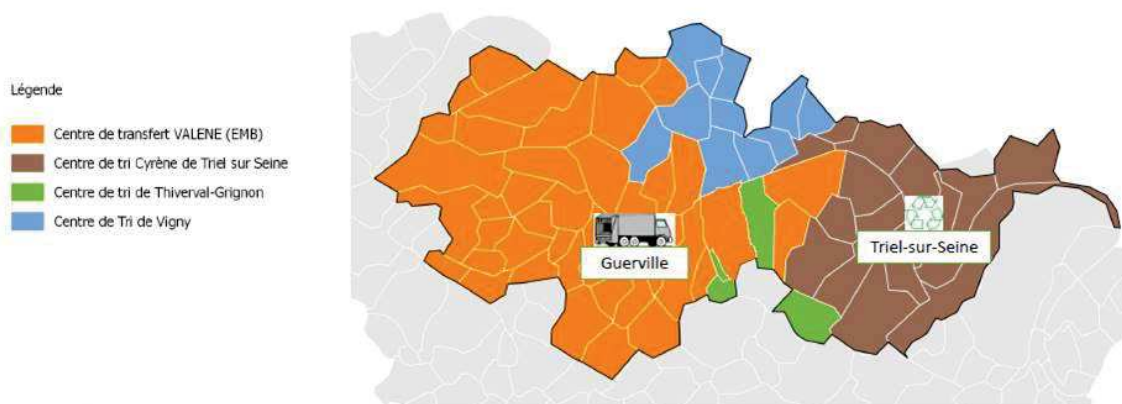 Légende
Centre de transfert VALENE (EMB)
Centre de tri Cyrène de Triel sur Seine
Centre de tri de Thiverval-Grignon
Centre de Tri de Vigny
Guerville
Triel-sur-Seine